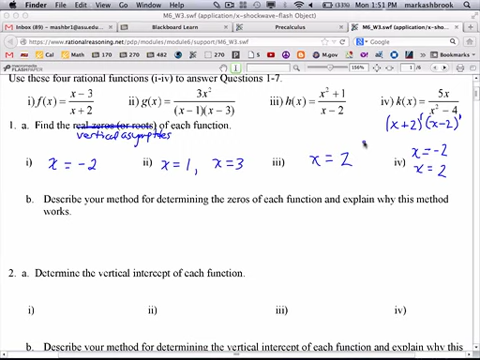 Finder File Edit View Go Window Help
Mon 1:51 PM markashbrook
M6_W3.swf (application/x-shockwave-flash Object)
Blackboard Learn
Precalculus
M6_W3.swf (application/x-sh...
www.rationalreasoning.net/pdp/modules/module6/support/M6_W3.swf
Google
FLASHPAPER
1/6
Use these four rational functions (i-iv) to answer Questions 1-7.
i) f(x) = (x − 3)/(x + 2) ii) g(x) = 3x²/((x − 1)(x − 3)) iii) h(x) = (x² + 1)/(x − 2) iv) k(x) = 5x/(x² − 4)
(x+2)(x−2)
1. a. Find the real zeros (or roots) of each function.
vertical asymptotes
i) x = −2 ii) x = 1, x = 3 iii) x = 2 iv) x = −2
x = 2
b. Describe your method for determining the zeros of each function and explain why this method
works.
2. a. Determine the vertical intercept of each function.
i) ii) iii) iv)
b. Describe your method for determining the vertical intercept of each function and explain why this